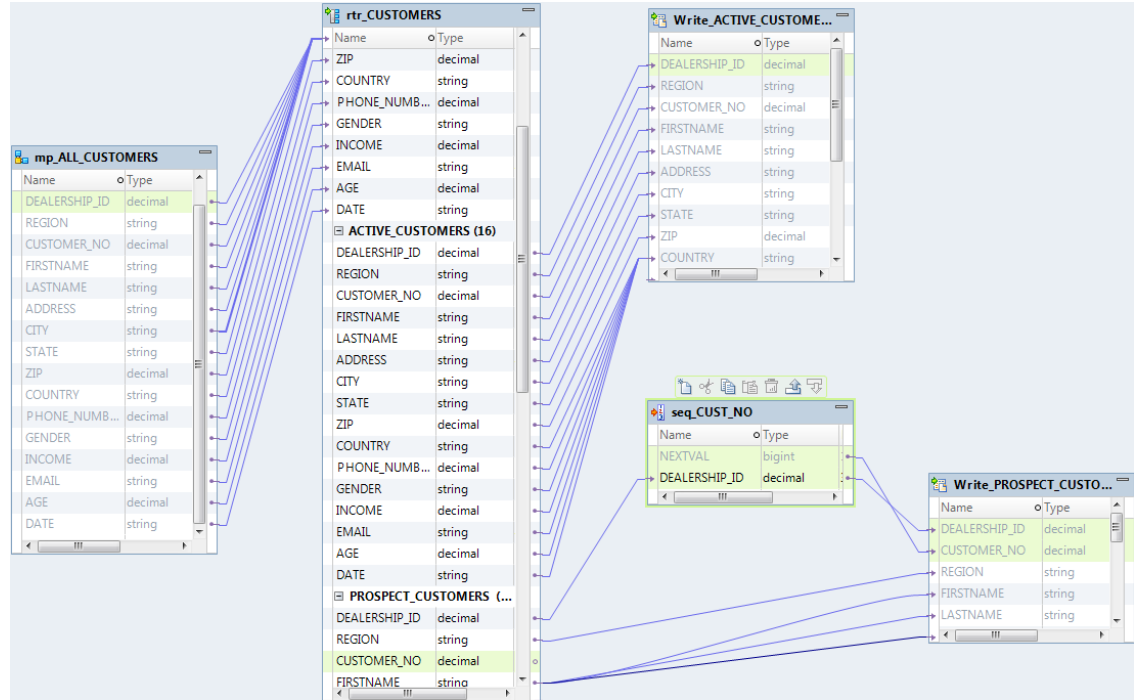 mp_ALL_CUSTOMERS
Name Type
DEALERSHIP_ID decimal
REGION string
CUSTOMER_NO decimal
FIRSTNAME string
LASTNAME string
ADDRESS string
CITY string
STATE string
ZIP decimal
COUNTRY string
PHONE_NUMB... decimal
GENDER string
INCOME decimal
EMAIL string
AGE decimal
DATE string
rtr_CUSTOMERS
Name Type
ZIP decimal
COUNTRY string
PHONE_NUMB... decimal
GENDER string
INCOME decimal
EMAIL string
AGE decimal
DATE string
ACTIVE_CUSTOMERS (16)
DEALERSHIP_ID decimal
REGION string
CUSTOMER_NO decimal
FIRSTNAME string
LASTNAME string
ADDRESS string
CITY string
STATE string
ZIP decimal
COUNTRY string
PHONE_NUMB... decimal
GENDER string
INCOME decimal
EMAIL string
AGE decimal
DATE string
PROSPECT_CUSTOMERS (...
DEALERSHIP_ID decimal
REGION string
CUSTOMER_NO decimal
FIRSTNAME string
Write_ACTIVE_CUSTOME...
Name Type
DEALERSHIP_ID decimal
REGION string
CUSTOMER_NO decimal
FIRSTNAME string
LASTNAME string
ADDRESS string
CITY string
STATE string
ZIP decimal
COUNTRY string
seq_CUST_NO
Name Type
NEXTVAL bigint
DEALERSHIP_ID decimal
Write_PROSPECT_CUSTO...
Name Type
DEALERSHIP_ID decimal
CUSTOMER_NO decimal
REGION string
FIRSTNAME string
LASTNAME string